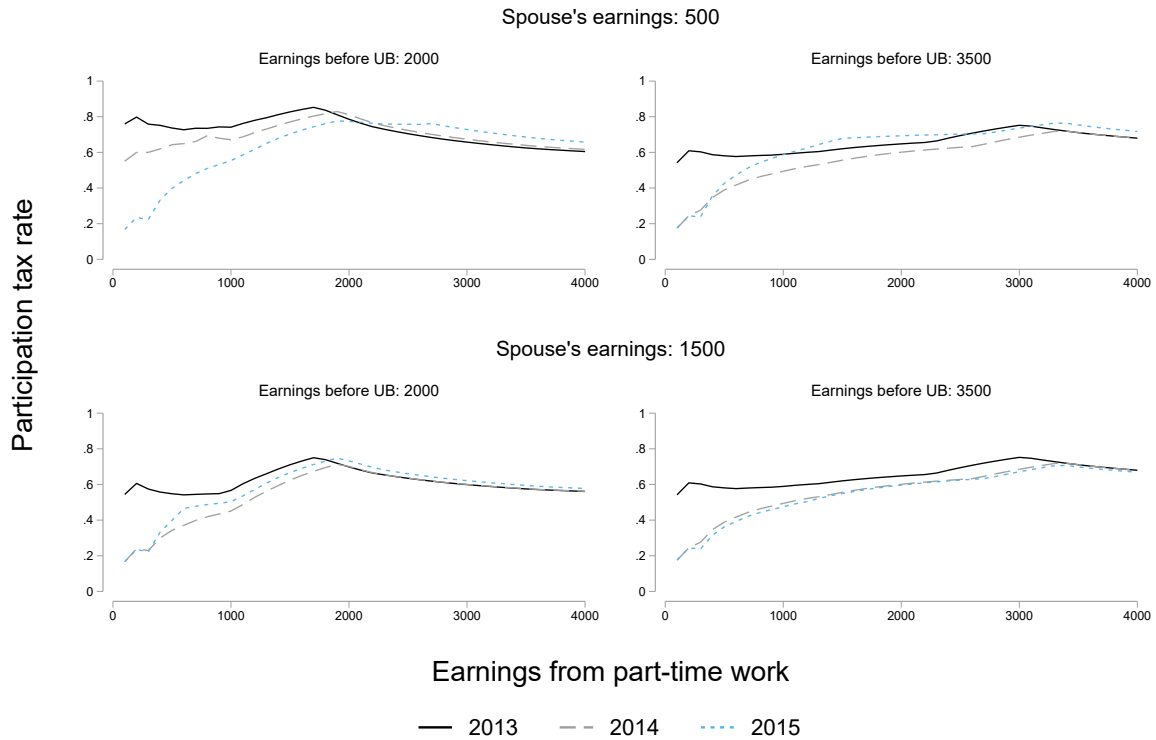 Spouse's earnings: 500
Earnings before UB: 2000
Earnings before UB: 3500
1
.8
.6
.4
.2
0
0 1000 2000 3000 4000
1
.8
.6
.4
.2
0
0 1000 2000 3000 4000
Participation tax rate
Spouse's earnings: 1500
Earnings before UB: 2000
Earnings before UB: 3500
1
.8
.6
.4
.2
0
0 1000 2000 3000 4000
1
.8
.6
.4
.2
0
0 1000 2000 3000 4000
Earnings from part-time work
2013 2014 2015